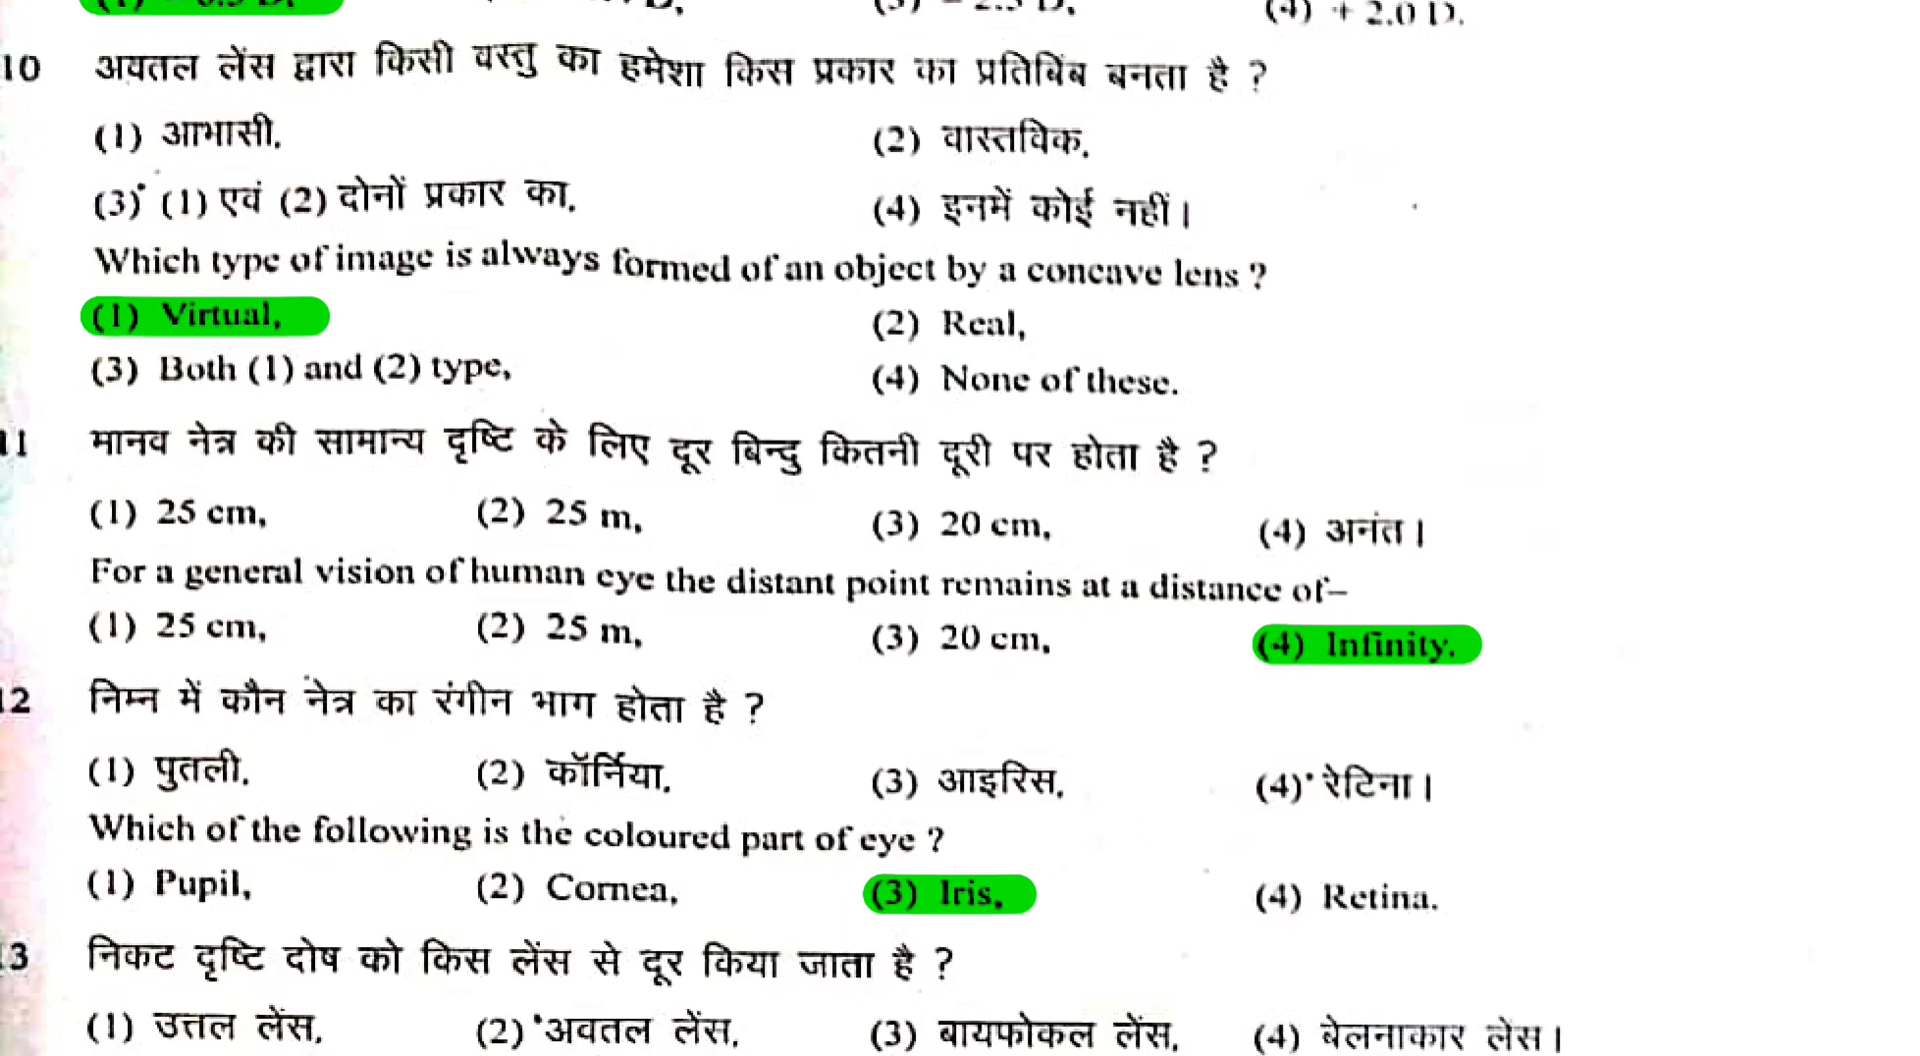 (4) + 2.0 D.
10 अवतल लेंस द्वारा किसी वस्तु का हमेशा किस प्रकार का प्रतिबिंब बनता है ?
(1) आभासी, (2) वास्तविक,
(3) (1) एवं (2) दोनों प्रकार का, (4) इनमें कोई नहीं।
Which type of image is always formed of an object by a concave lens ?
(1) Virtual, (2) Real,
(3) Both (1) and (2) type, (4) None of these.
11 मानव नेत्र की सामान्य दृष्टि के लिए दूर बिन्दु कितनी दूरी पर होता है ?
(1) 25 cm, (2) 25 m, (3) 20 cm, (4) अनंत।
For a general vision of human eye the distant point remains at a distance of–
(1) 25 cm, (2) 25 m, (3) 20 cm, (4) Infinity.
12 निम्न में कौन नेत्र का रंगीन भाग होता है ?
(1) पुतली, (2) कॉर्निया, (3) आइरिस, (4) रेटिना।
Which of the following is the coloured part of eye ?
(1) Pupil, (2) Cornea, (3) Iris, (4) Retina.
13 निकट दृष्टि दोष को किस लेंस से दूर किया जाता है ?
(1) उत्तल लेंस, (2) अवतल लेंस, (3) बायफोकल लेंस, (4) बेलनाकार लेंस।